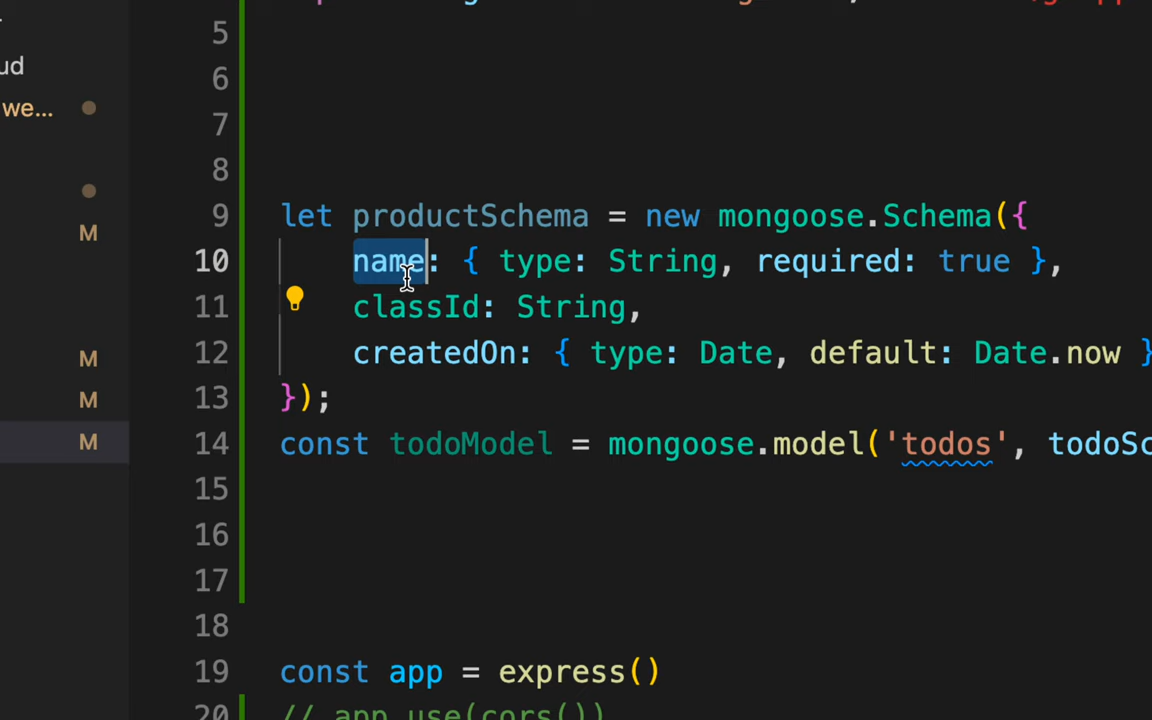 5
ud
6
we...
7
8
M
9 let productSchema = new mongoose.Schema({
10 name: { type: String, required: true },
11 classId: String,
12 createdOn: { type: Date, default: Date.now }
M
13 });
M
14 const todoModel = mongoose.model('todos', todoSc
M
15
16
17
18
19 const app = express()
20 // app.use(cors())